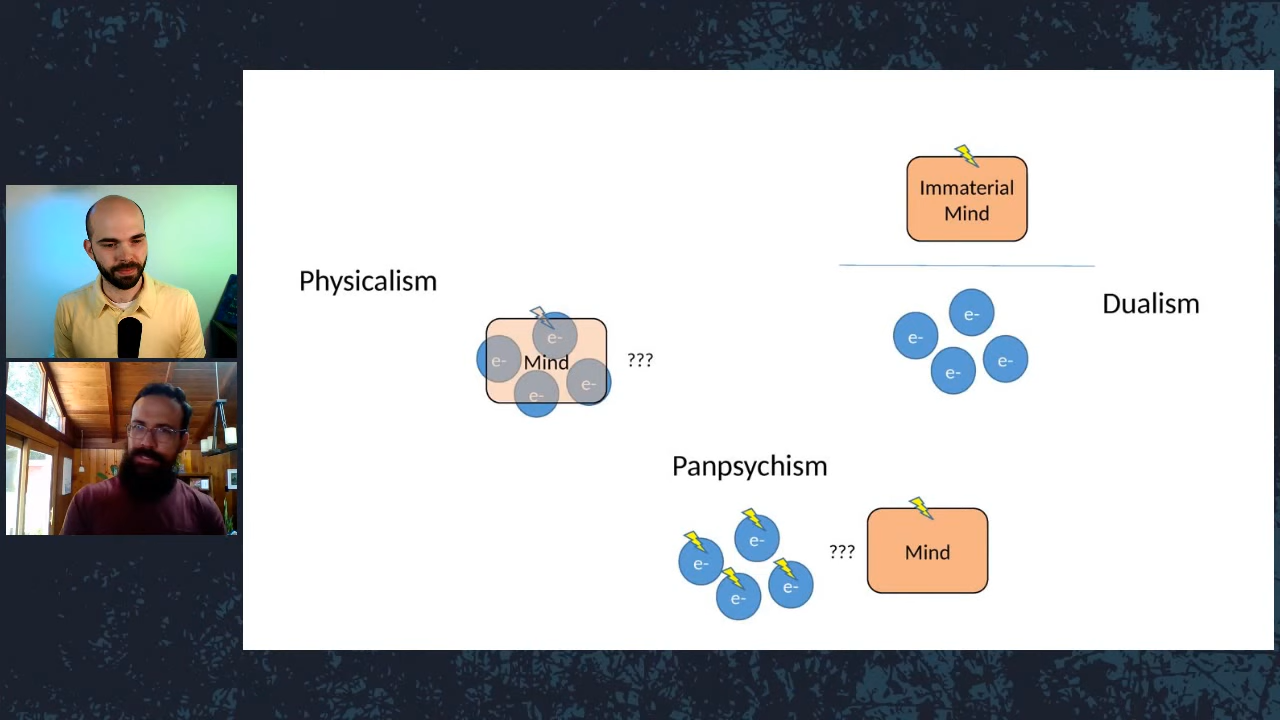 Immaterial
Mind
Physicalism
Dualism
e-
e-
e-
e-
e-
e-
Mind
???
e-
e-
Panpsychism
e-
e-
e-
e-
???
Mind